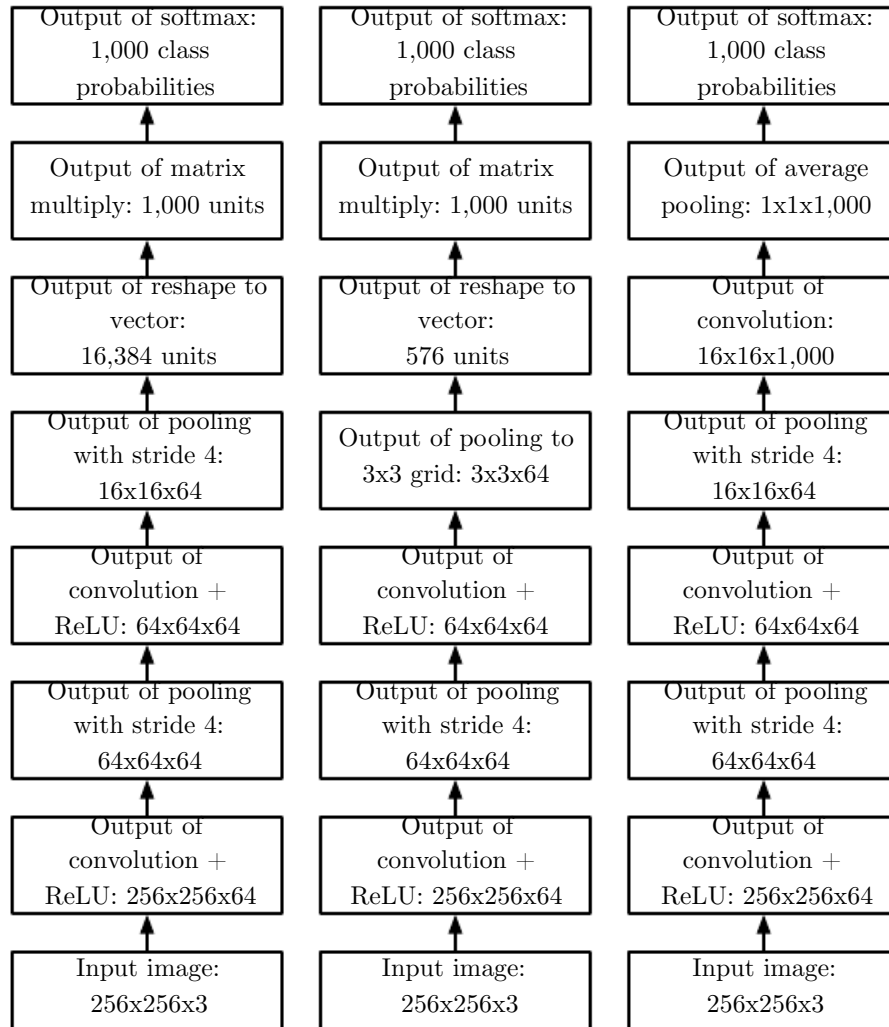 Output of softmax:
1,000 class
probabilities
Output of matrix
multiply: 1,000 units
Output of reshape to
vector:
16,384 units
Output of pooling
with stride 4:
16x16x64
Output of
convolution +
ReLU: 64x64x64
Output of pooling
with stride 4:
64x64x64
Output of
convolution +
ReLU: 256x256x64
Input image:
256x256x3
Output of softmax:
1,000 class
probabilities
Output of matrix
multiply: 1,000 units
Output of reshape to
vector:
576 units
Output of pooling to
3x3 grid: 3x3x64
Output of
convolution +
ReLU: 64x64x64
Output of pooling
with stride 4:
64x64x64
Output of
convolution +
ReLU: 256x256x64
Input image:
256x256x3
Output of softmax:
1,000 class
probabilities
Output of average
pooling: 1x1x1,000
Output of
convolution:
16x16x1,000
Output of pooling
with stride 4:
16x16x64
Output of
convolution +
ReLU: 64x64x64
Output of pooling
with stride 4:
64x64x64
Output of
convolution +
ReLU: 256x256x64
Input image:
256x256x3